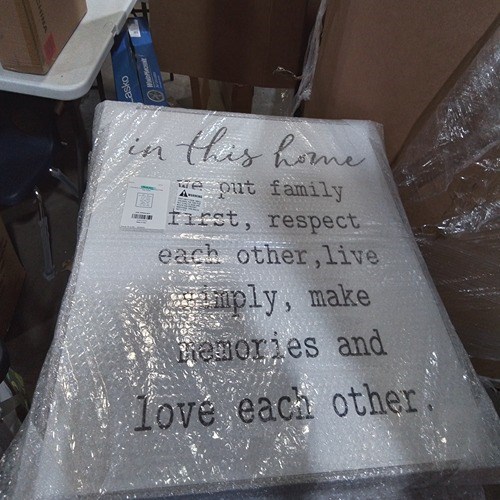 in this home
we put family
first, respect
each other, live
simply, make
memories and
love each other.